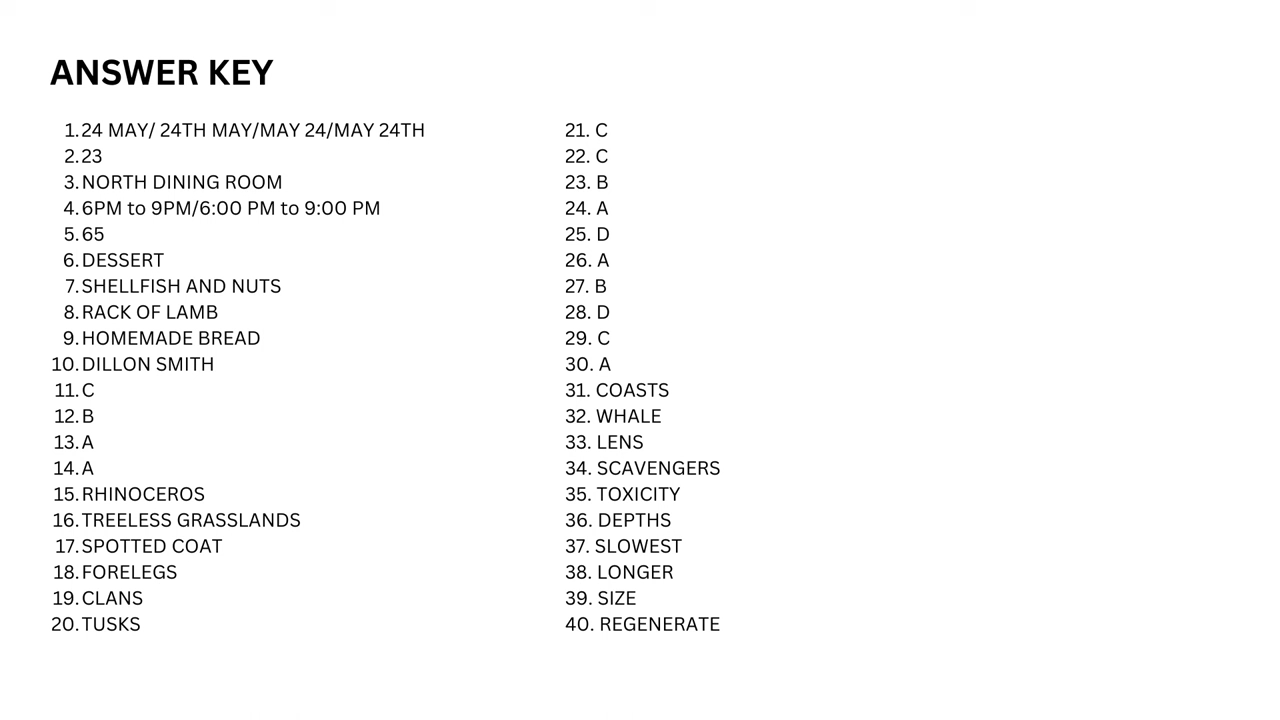 ANSWER KEY
1. 24 MAY/ 24TH MAY/MAY 24/MAY 24TH
2. 23
3. NORTH DINING ROOM
4. 6PM to 9PM/6:00 PM to 9:00 PM
5. 65
6. DESSERT
7. SHELLFISH AND NUTS
8. RACK OF LAMB
9. HOMEMADE BREAD
10. DILLON SMITH
11. C
12. B
13. A
14. A
15. RHINOCEROS
16. TREELESS GRASSLANDS
17. SPOTTED COAT
18. FORELEGS
19. CLANS
20. TUSKS
21. C
22. C
23. B
24. A
25. D
26. A
27. B
28. D
29. C
30. A
31. COASTS
32. WHALE
33. LENS
34. SCAVENGERS
35. TOXICITY
36. DEPTHS
37. SLOWEST
38. LONGER
39. SIZE
40. REGENERATE